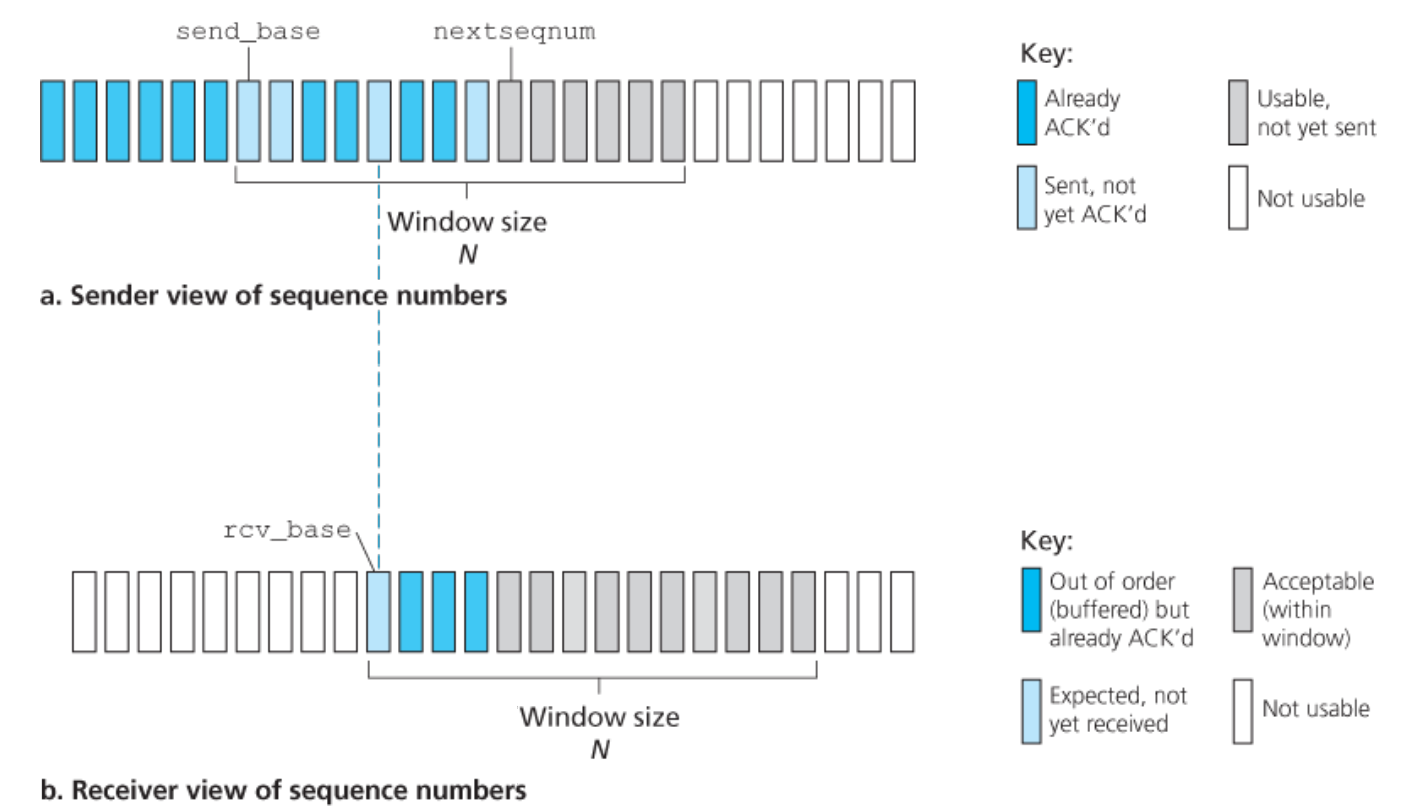 send_base
nextseqnum
Key:
Already
ACK’d
Usable,
not yet sent
Sent, not
yet ACK’d
Not usable
Window size
N
a. Sender view of sequence numbers
rcv_base
Key:
Out of order
(buffered) but
already ACK’d
Acceptable
(within
window)
Expected, not
yet received
Not usable
Window size
N
b. Receiver view of sequence numbers